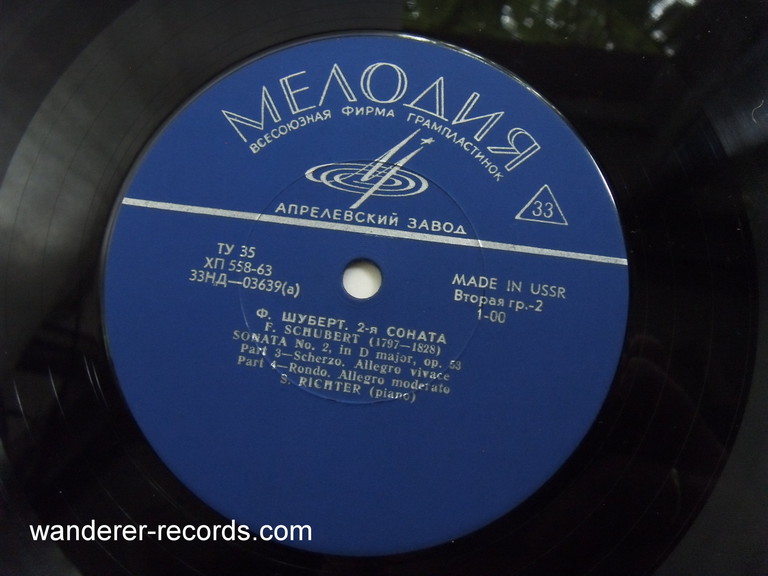 МЕЛОДИЯ
ВСЕСОЮЗНАЯ ФИРМА ГРАМПЛАСТИНОК
АПРЕЛЕВСКИЙ ЗАВОД
33
ТУ 35
ХП 558-63
33НД—03639(а)
MADE IN USSR
Вторая гр.-2
1-00
Ф. ШУБЕРТ. 2-я СОНАТА
F. SCHUBERT (1797—1828)
SONATA No. 2, in D major, op. 53
Part 3—Scherzo. Allegro vivace
Part 4—Rondo. Allegro moderato
S. RICHTER (piano)
wanderer-records.com